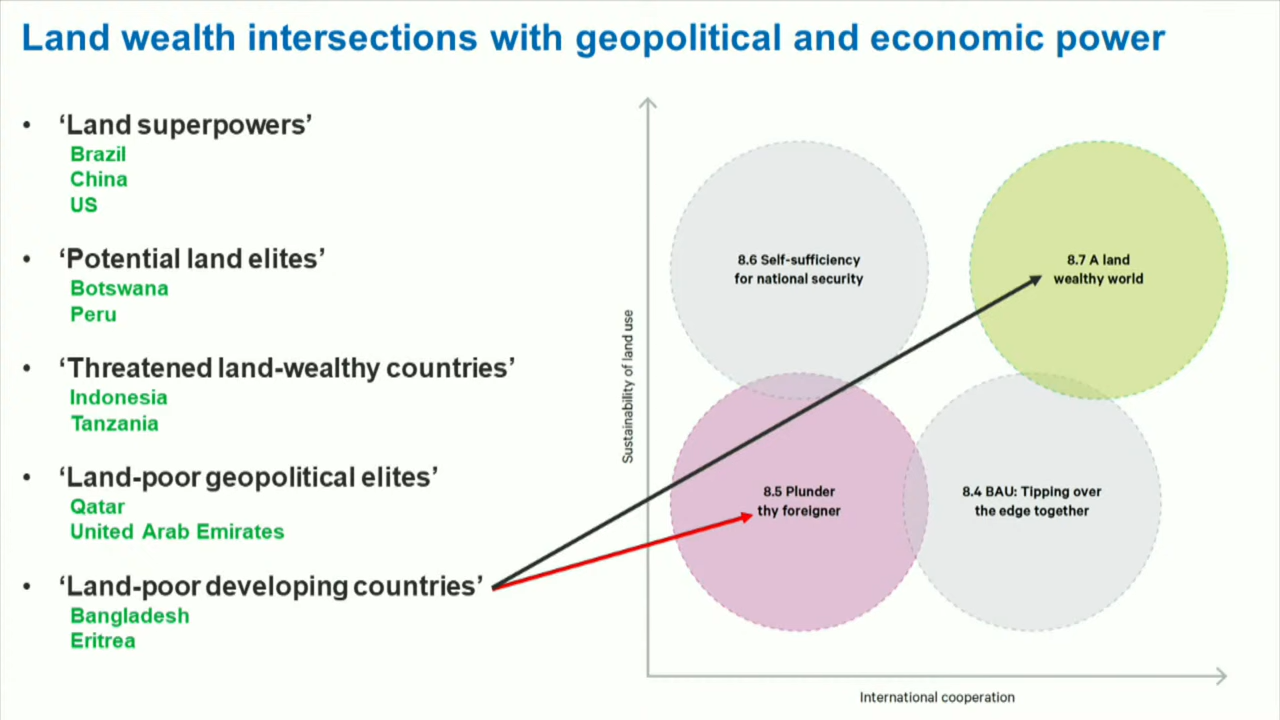 Land wealth intersections with geopolitical and economic power
• ‘Land superpowers’
Brazil
China
US
• ‘Potential land elites’
Botswana
Peru
• ‘Threatened land-wealthy countries’
Indonesia
Tanzania
• ‘Land-poor geopolitical elites’
Qatar
United Arab Emirates
• ‘Land-poor developing countries’
Bangladesh
Eritrea
Sustainability of land use
8.6 Self-sufficiency
for national security
8.7 A land
wealthy world
8.5 Plunder
thy foreigner
8.4 BAU: Tipping over
the edge together
International cooperation